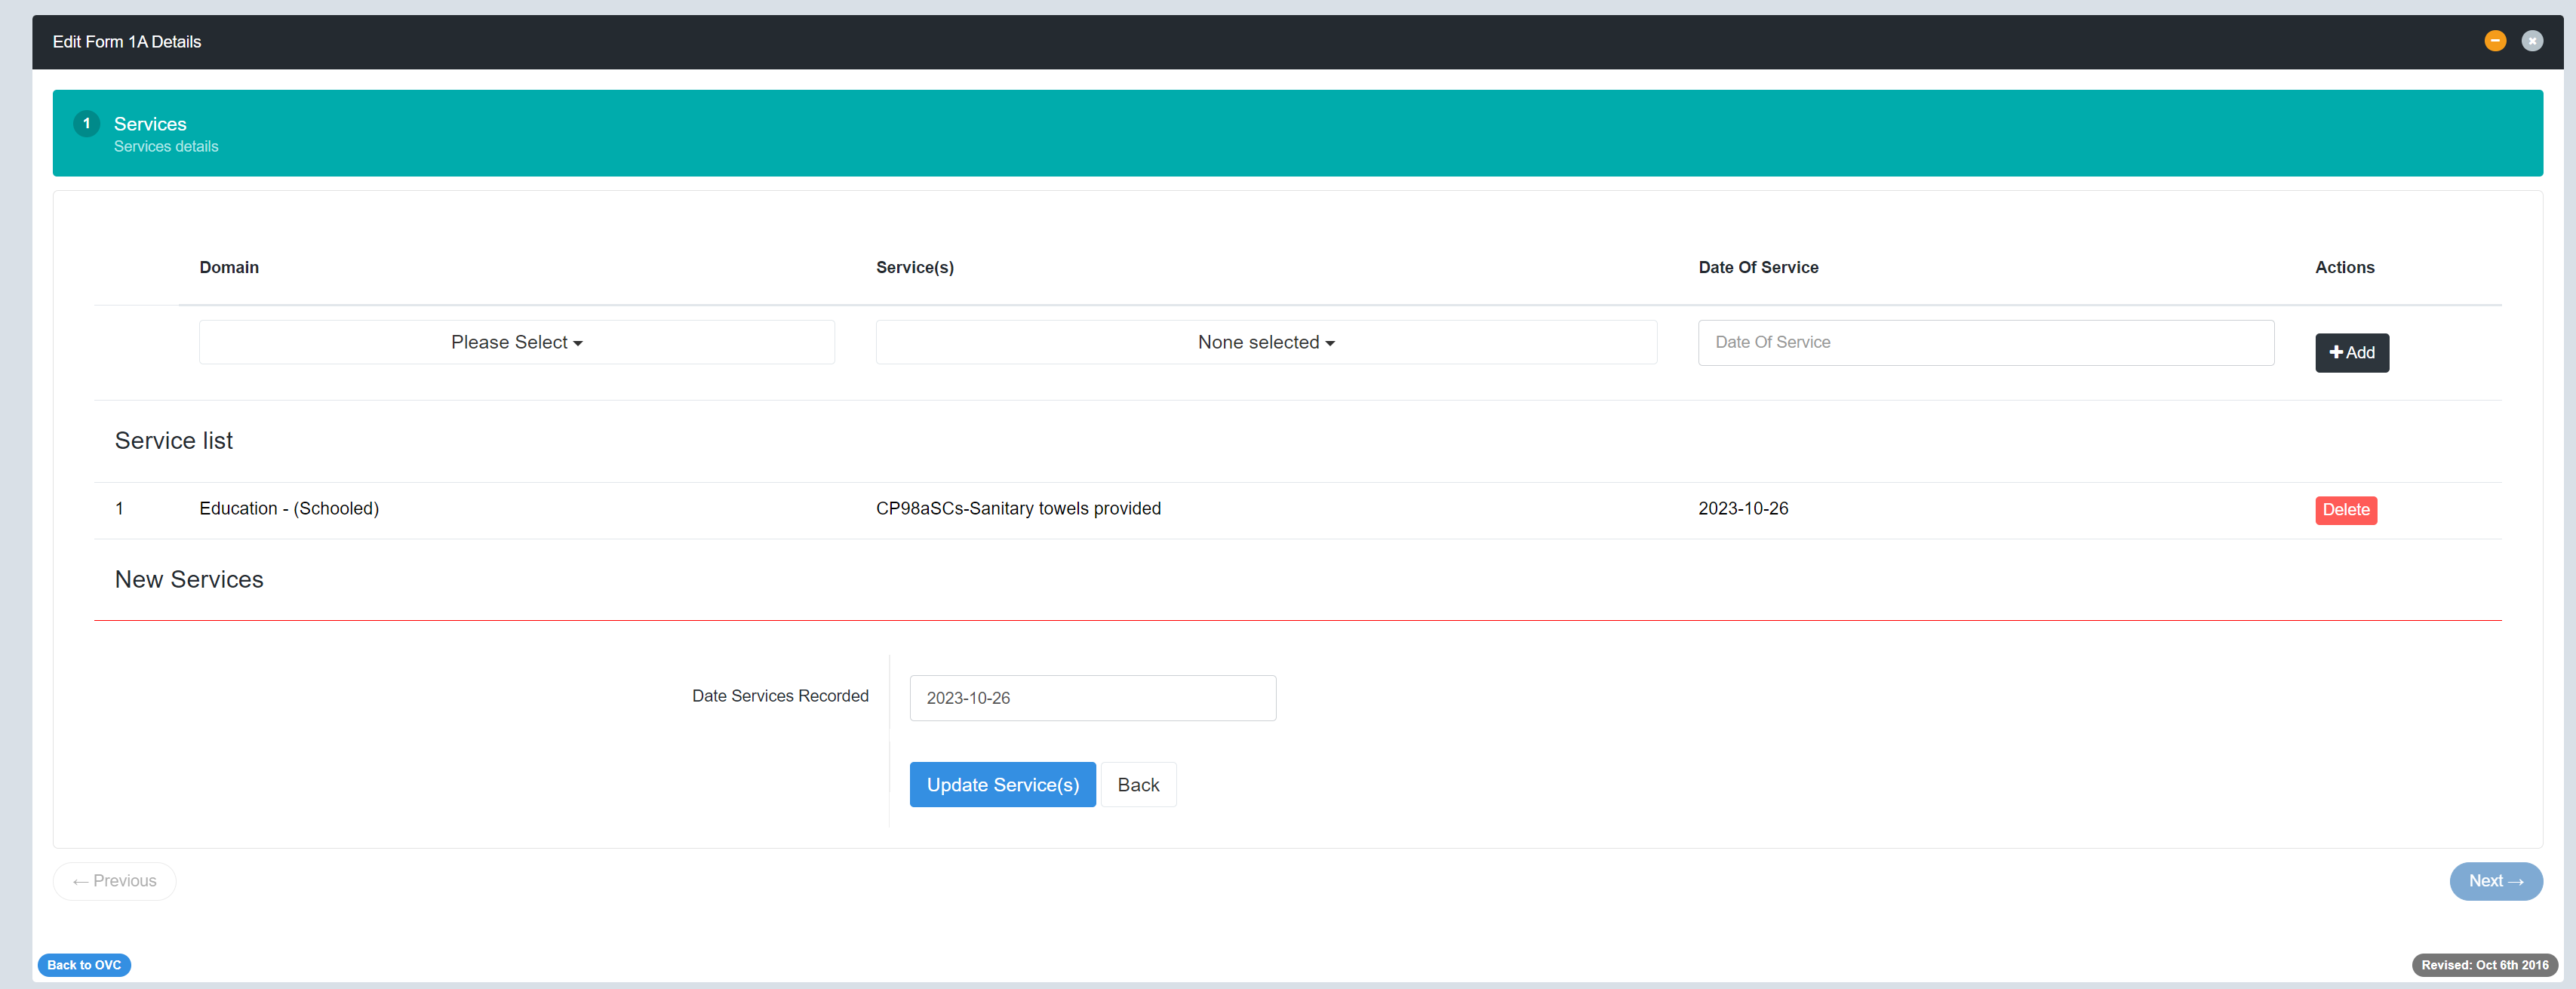 Edit Form 1A Details
1 Services
Services details
Domain Service(s) Date Of Service Actions
Please Select None selected Date Of Service Add
Service list
1 Education - (Schooled) CP98aSCs-Sanitary towels provided 2023-10-26 Delete
New Services
Date Services Recorded 2023-10-26
Update Service(s) Back
← Previous Next →
Back to OVC Revised: Oct 6th 2016